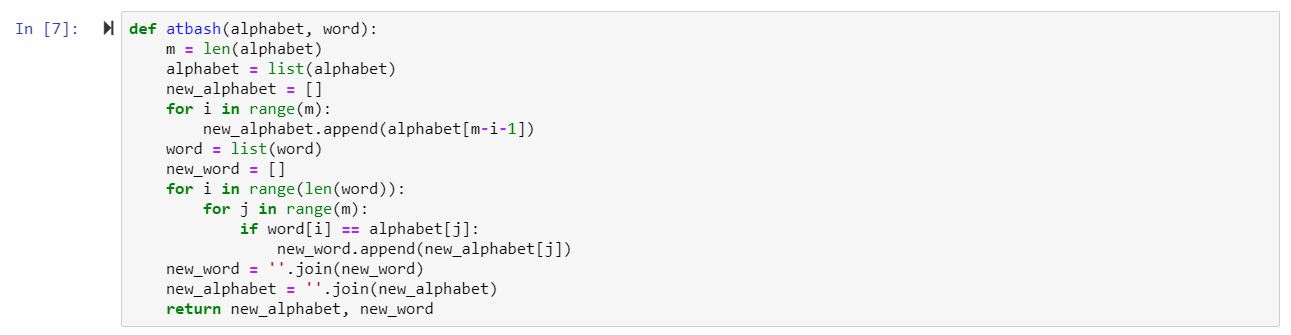 In [7]: def atbash(alphabet, word):
    m = len(alphabet)
    alphabet = list(alphabet)
    new_alphabet = []
    for i in range(m):
        new_alphabet.append(alphabet[m-i-1])
    word = list(word)
    new_word = []
    for i in range(len(word)):
        for j in range(m):
            if word[i] == alphabet[j]:
                new_word.append(new_alphabet[j])
    new_word = ''.join(new_word)
    new_alphabet = ''.join(new_alphabet)
    return new_alphabet, new_word